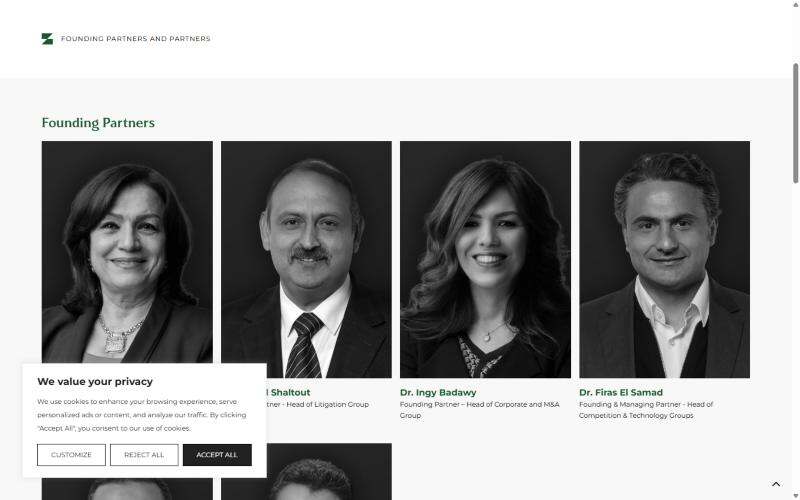 FOUNDING PARTNERS AND PARTNERS
Founding Partners
Shaltout
- Head of Litigation Group
Dr. Ingy Badawy
Founding Partner – Head of Corporate and M&A
Group
Dr. Firas El Samad
Founding & Managing Partner - Head of
Competition & Technology Groups
We value your privacy
We use cookies to enhance your browsing experience, serve
personalized ads or content, and analyze our traffic. By clicking
"Accept All", you consent to our use of cookies.
CUSTOMIZE
REJECT ALL
ACCEPT ALL